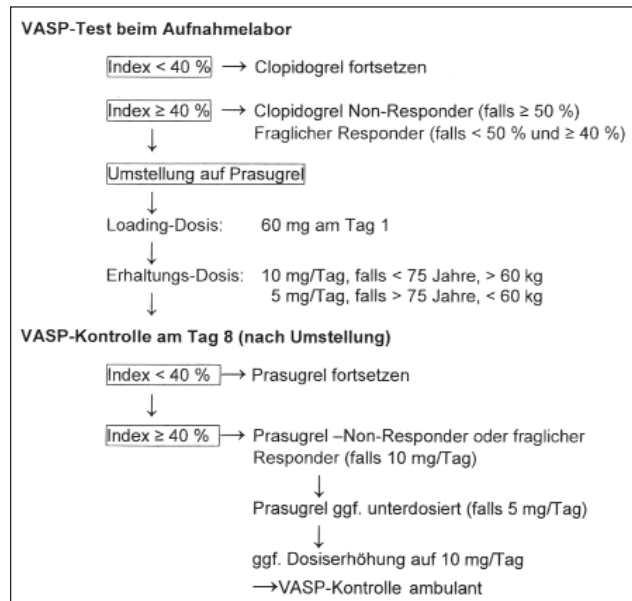 VASP-Test beim Aufnahmelabor
Index < 40 % → Clopidogrel fortsetzen
Index ≥ 40 % → Clopidogrel Non-Responder (falls ≥ 50 %)
Fraglicher Responder (falls < 50 % und ≥ 40 %)
↓
Umstellung auf Prasugrel
↓
Loading-Dosis: 60 mg am Tag 1
↓
Erhaltungs-Dosis: 10 mg/Tag, falls < 75 Jahre, > 60 kg
↓ 5 mg/Tag, falls > 75 Jahre, < 60 kg
VASP-Kontrolle am Tag 8 (nach Umstellung)
Index < 40 % → Prasugrel fortsetzen
↓
Index ≥ 40 % → Prasugrel –Non-Responder oder fraglicher
Responder (falls 10 mg/Tag)
↓
Prasugrel ggf. unterdosiert (falls 5 mg/Tag)
↓
ggf. Dosiserhöhung auf 10 mg/Tag
→VASP-Kontrolle ambulant